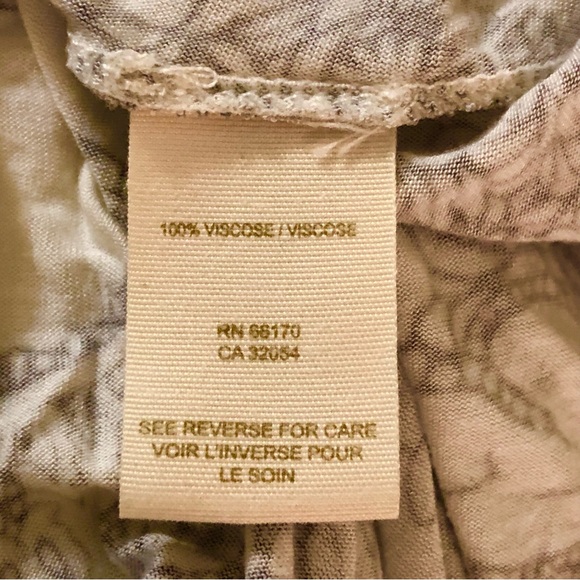 100% VISCOSE / VISCOSE
RN 66170
CA 32054
SEE REVERSE FOR CARE
VOIR L'INVERSE POUR
LE SOIN